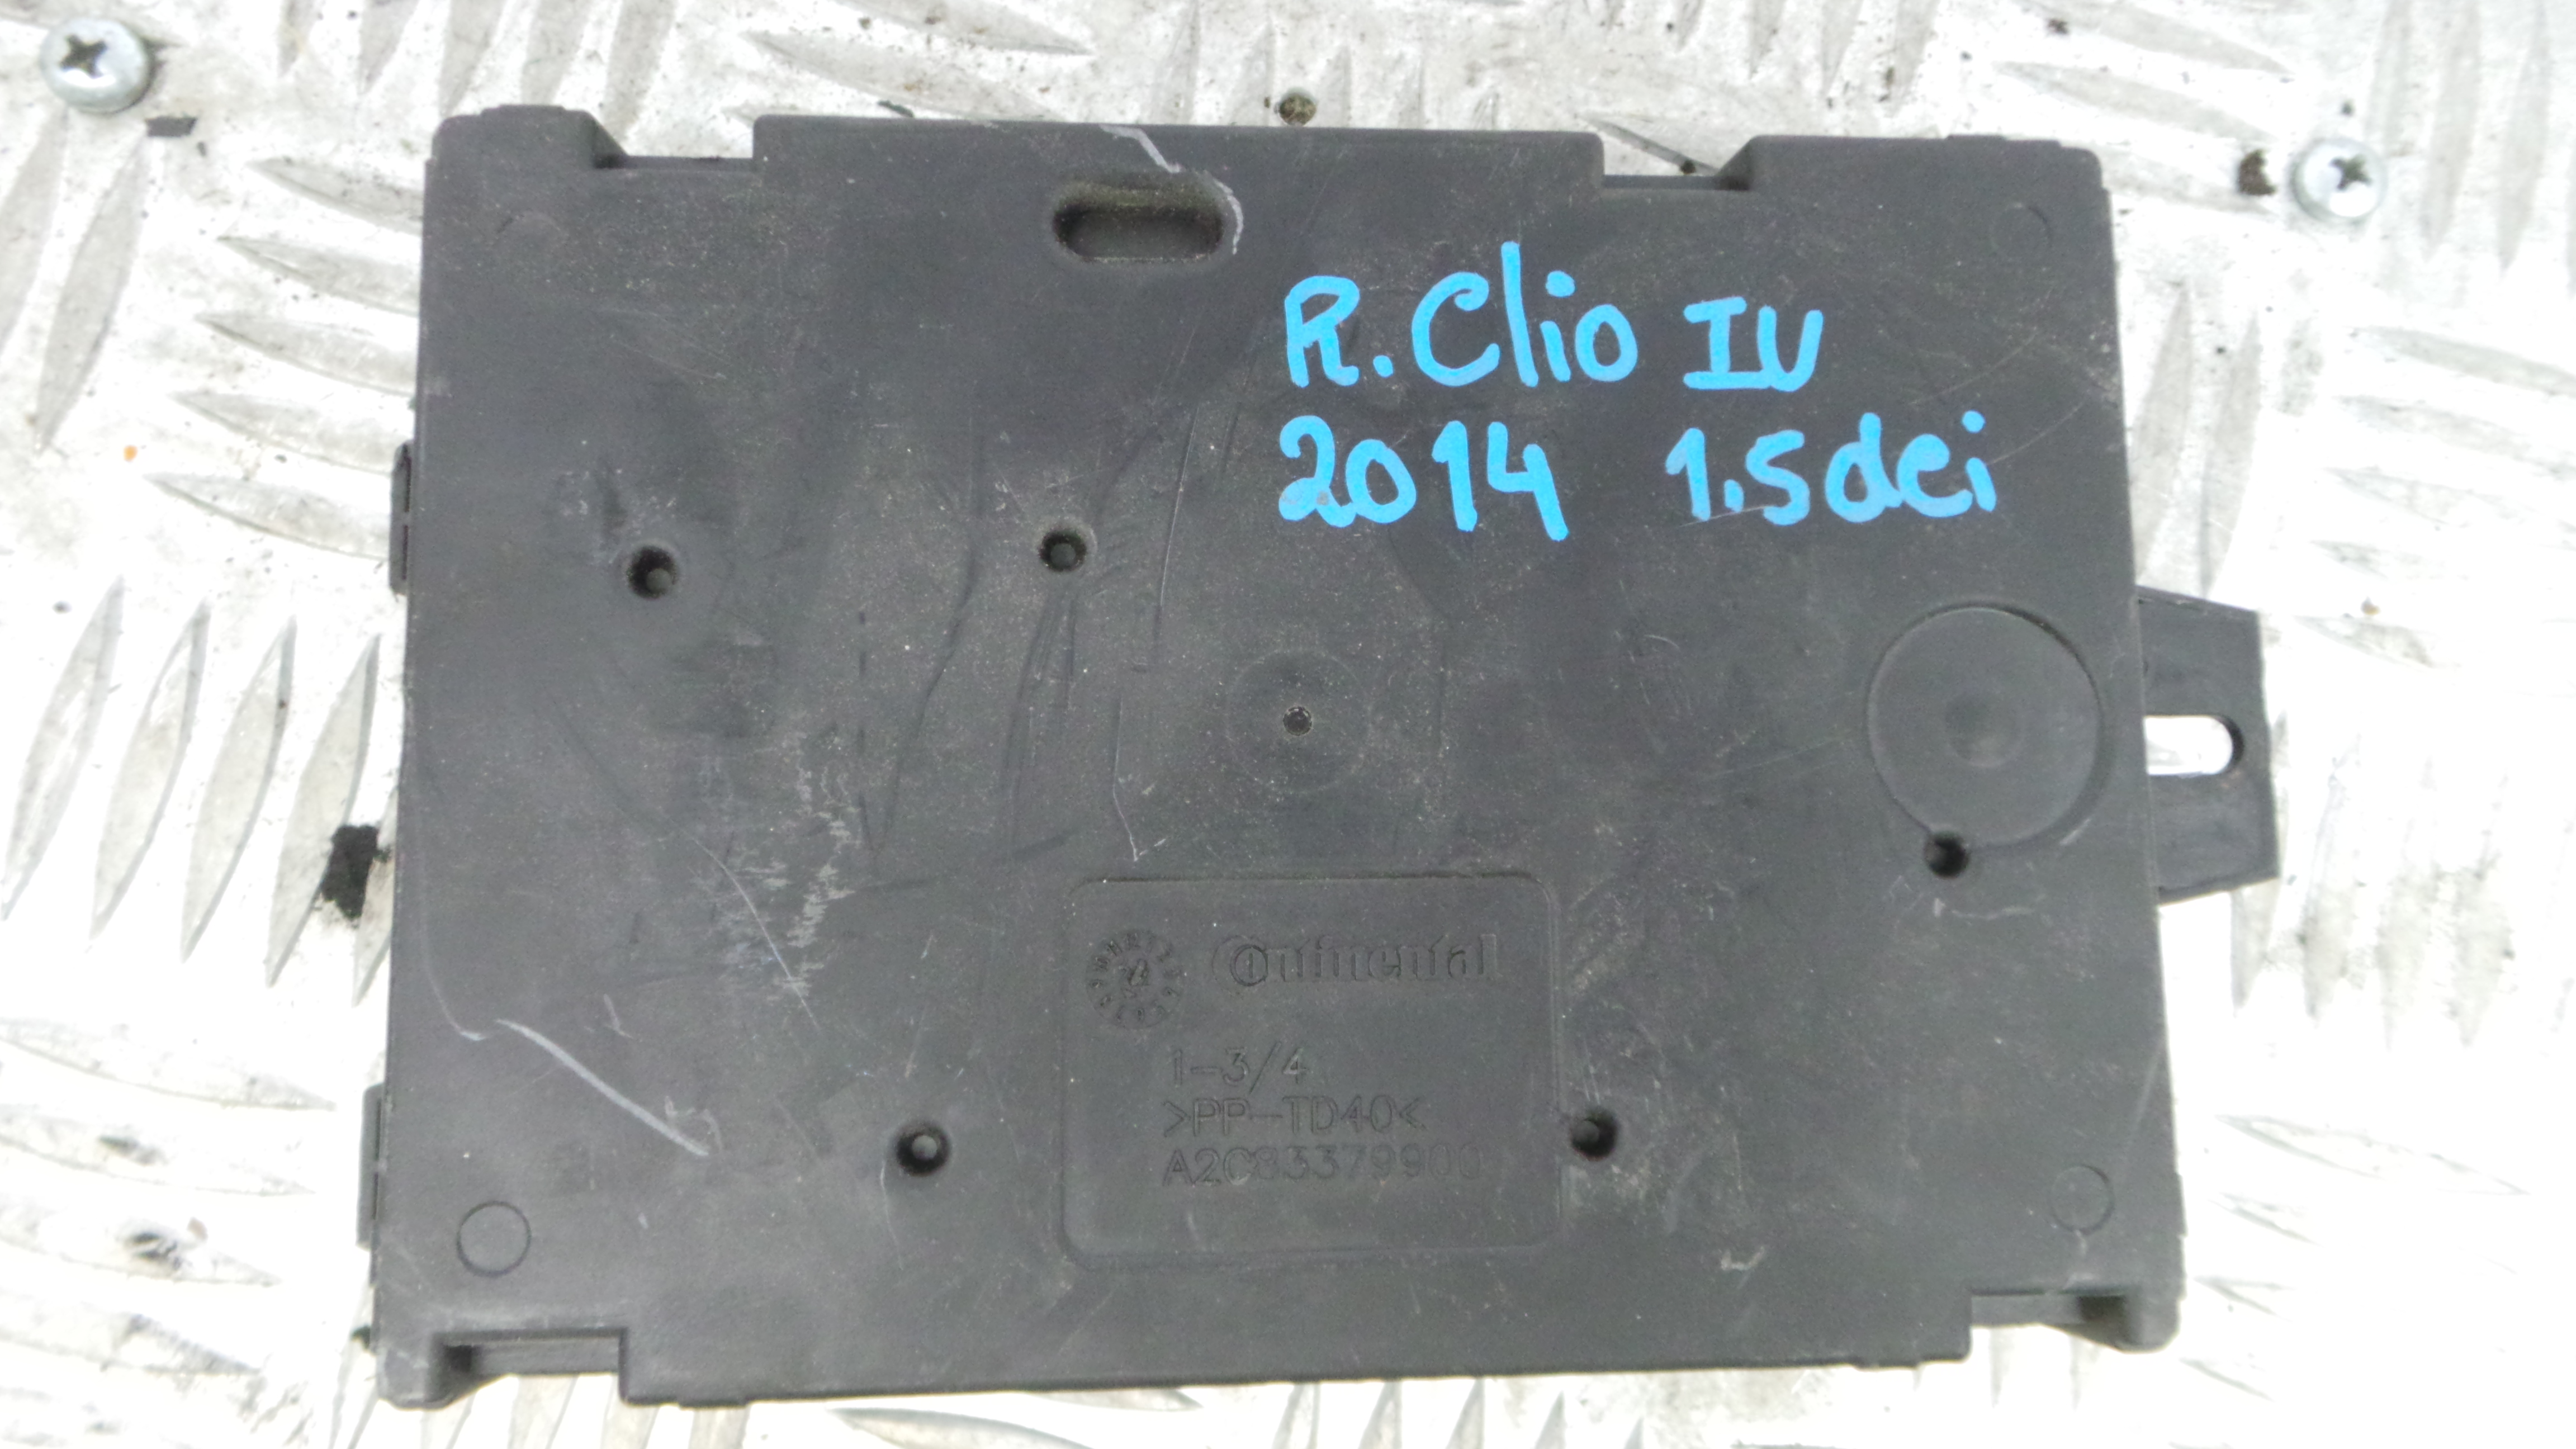 R. Clio IV
2014 1.5dci
Continental
1-3/4
>PP-TD40<
A2C83379900